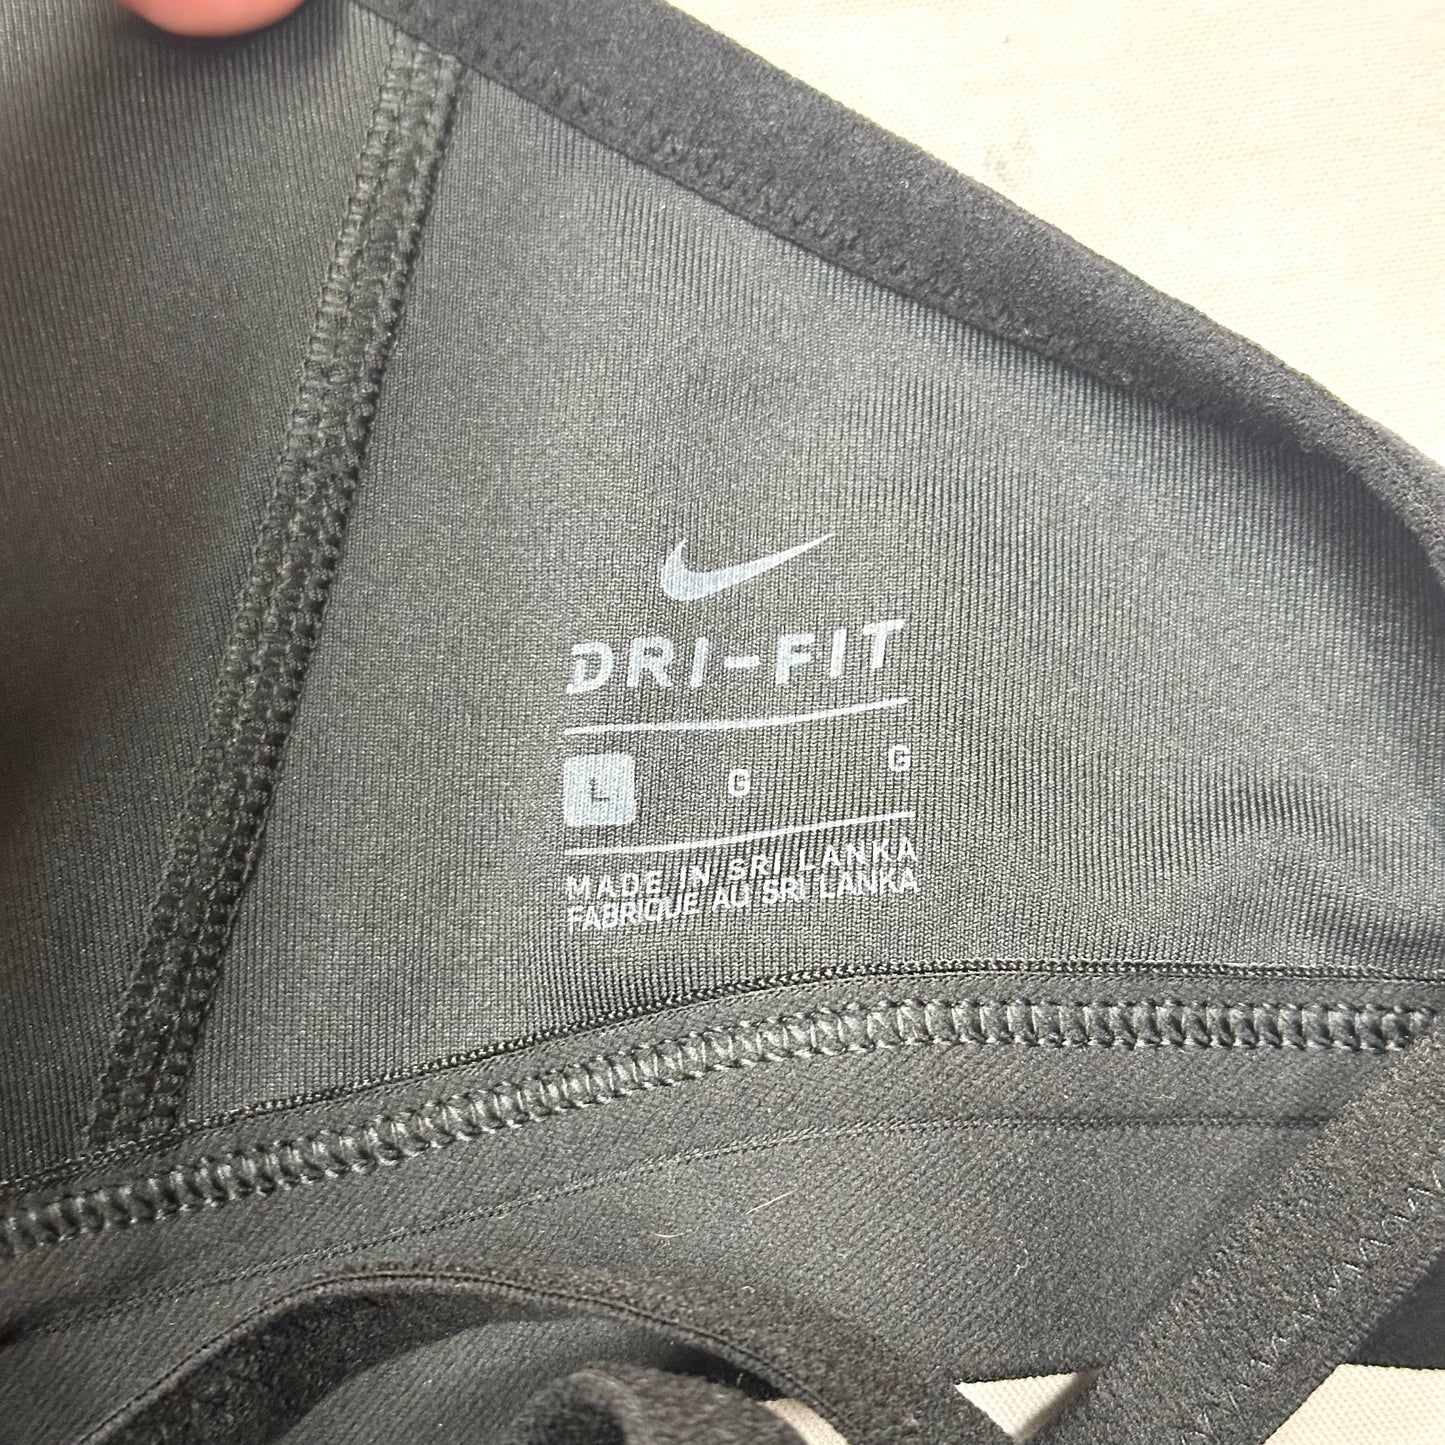 DRI-FIT
L G G
MADE IN SRI LANKA
FABRIQUE AU SRI LANKA